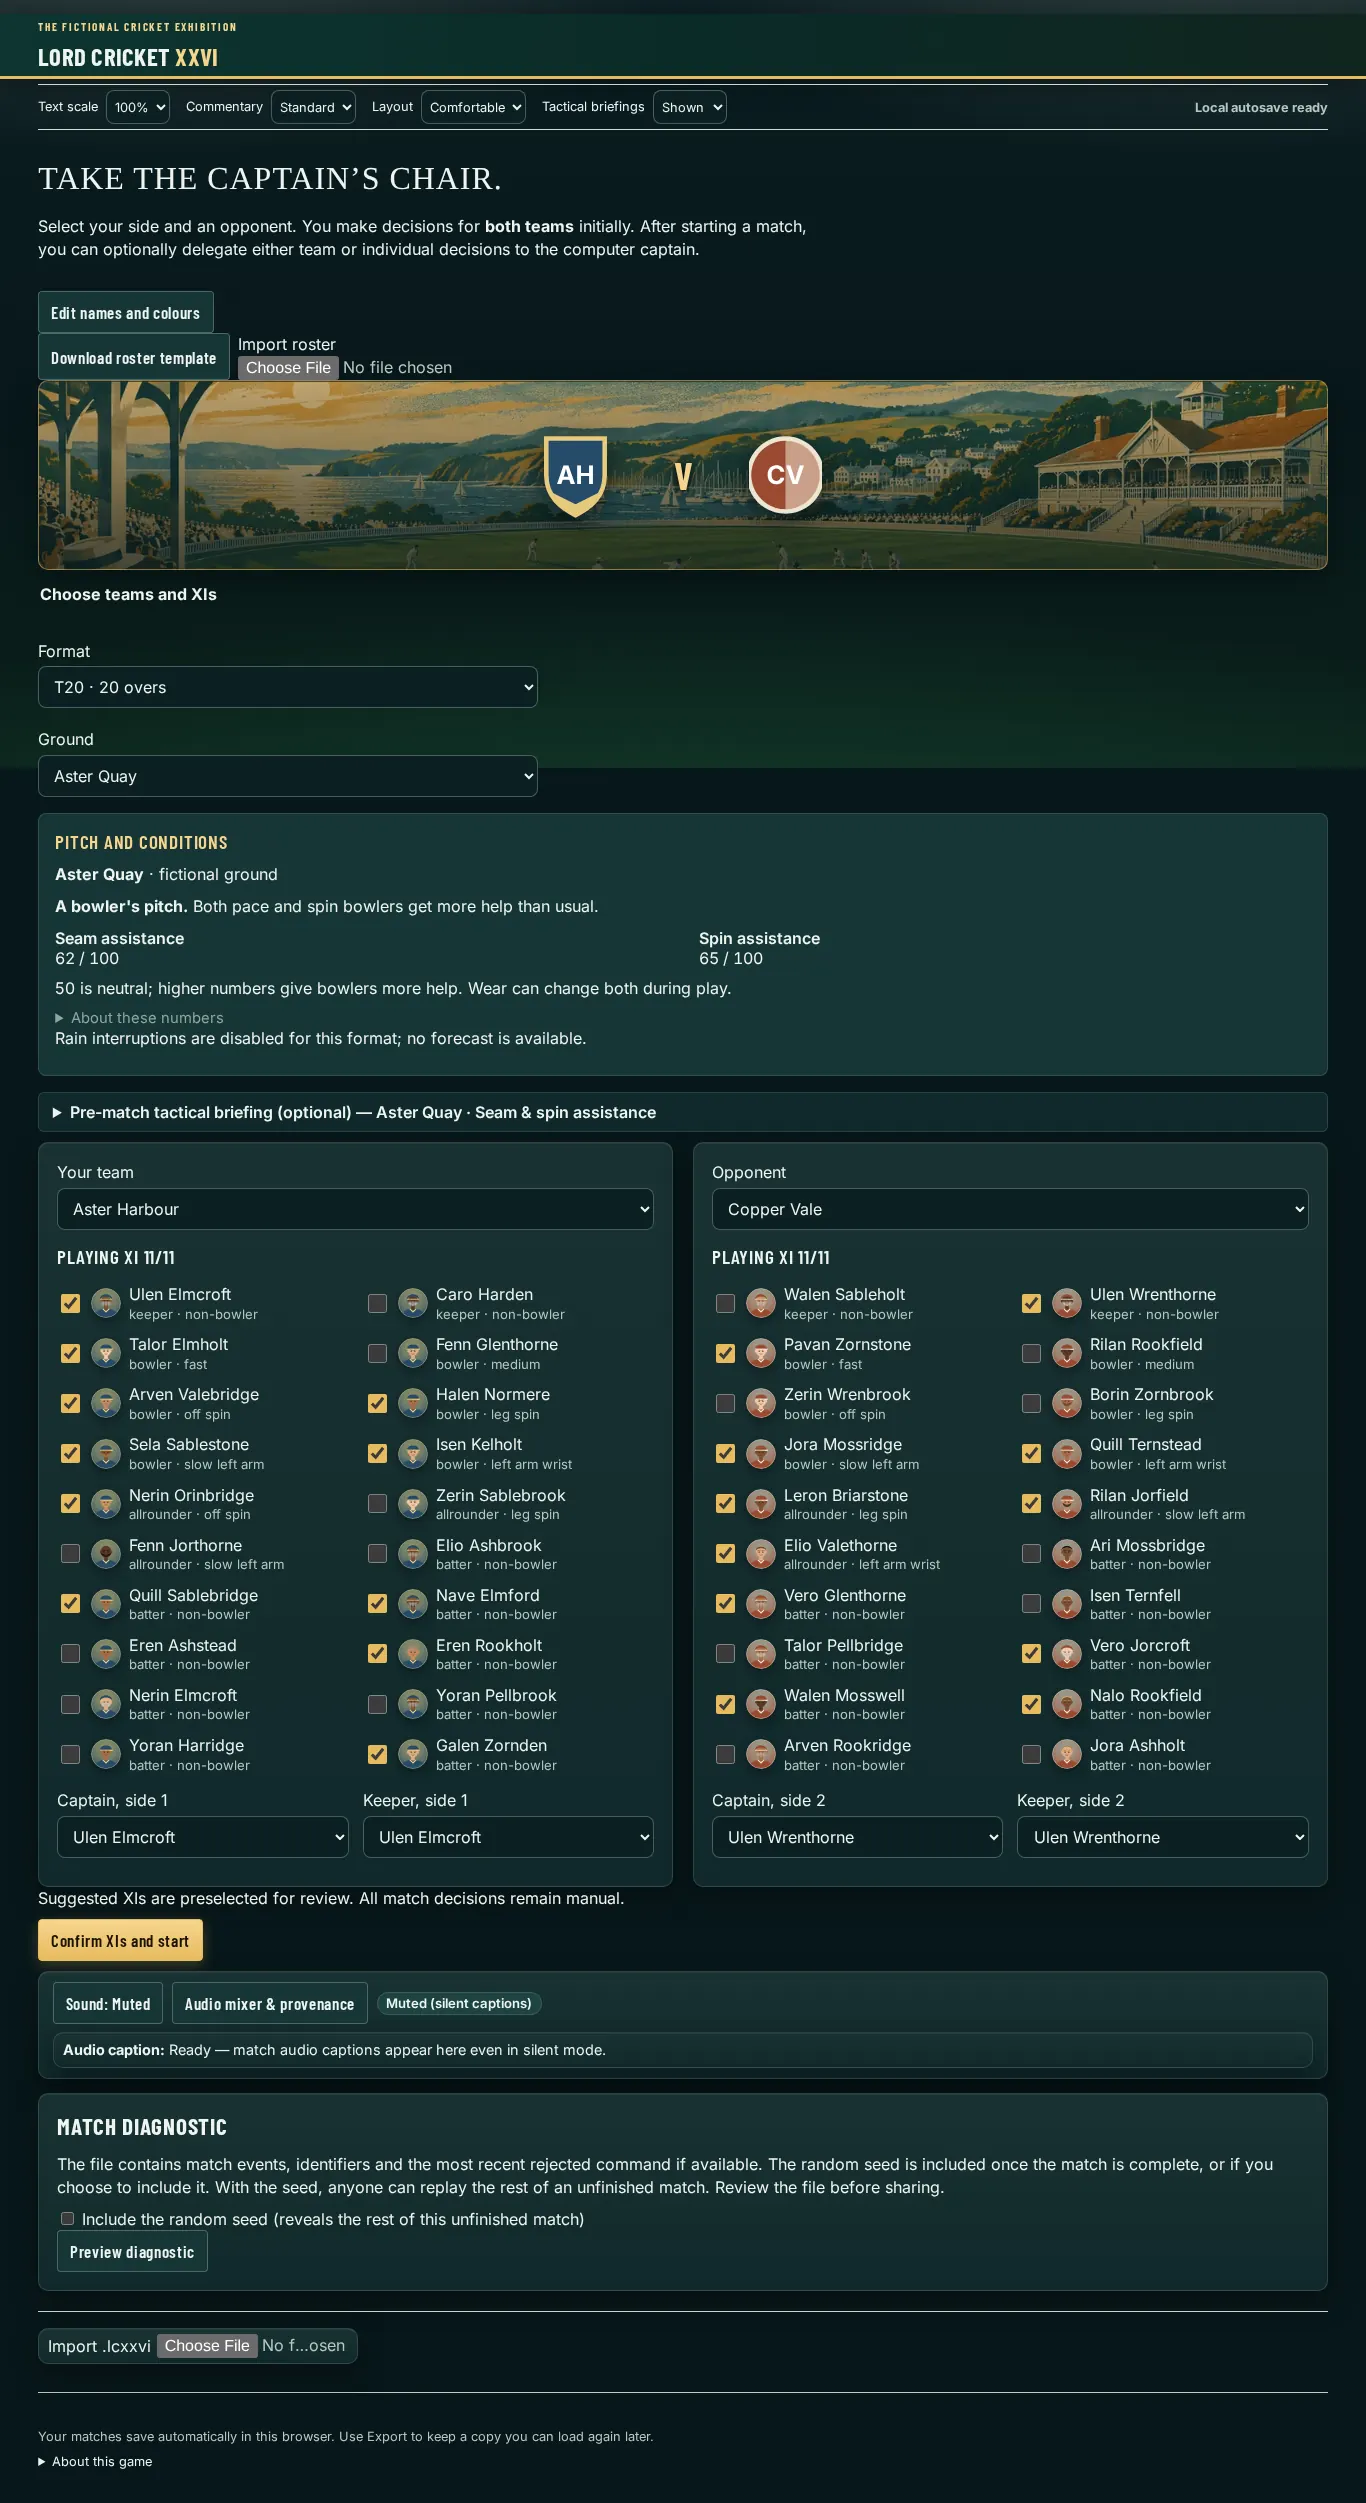 THE FICTIONAL CRICKET EXHIBITION
LORD CRICKET XXVI
Text scale 100% Commentary Standard Layout Comfortable Tactical briefings Shown Local autosave ready
TAKE THE CAPTAIN’S CHAIR.
Select your side and an opponent. You make decisions for both teams initially. After starting a match,
you can optionally delegate either team or individual decisions to the computer captain.
Edit names and colours
Download roster template
Import roster
Choose File No file chosen
AH V CV
Choose teams and XIs
Format
T20 · 20 overs
Ground
Aster Quay
PITCH AND CONDITIONS
Aster Quay · fictional ground
A bowler's pitch. Both pace and spin bowlers get more help than usual.
Seam assistance
62 / 100
Spin assistance
65 / 100
50 is neutral; higher numbers give bowlers more help. Wear can change both during play.
About these numbers
Rain interruptions are disabled for this format; no forecast is available.
Pre-match tactical briefing (optional) — Aster Quay · Seam & spin assistance
Your team
Aster Harbour
PLAYING XI 11/11
Ulen Elmcroft
keeper · non-bowler
Caro Harden
keeper · non-bowler
Talor Elmholt
bowler · fast
Fenn Glenthorne
bowler · medium
Arven Valebridge
bowler · off spin
Halen Normere
bowler · leg spin
Sela Sablestone
bowler · slow left arm
Isen Kelholt
bowler · left arm wrist
Nerin Orinbridge
allrounder · off spin
Zerin Sablebrook
allrounder · leg spin
Fenn Jorthorne
allrounder · slow left arm
Elio Ashbrook
batter · non-bowler
Quill Sablebridge
batter · non-bowler
Nave Elmford
batter · non-bowler
Eren Ashstead
batter · non-bowler
Eren Rookholt
batter · non-bowler
Nerin Elmcroft
batter · non-bowler
Yoran Pellbrook
batter · non-bowler
Yoran Harridge
batter · non-bowler
Galen Zornden
batter · non-bowler
Captain, side 1
Ulen Elmcroft
Keeper, side 1
Ulen Elmcroft
Opponent
Copper Vale
PLAYING XI 11/11
Walen Sableholt
keeper · non-bowler
Ulen Wrenthorne
keeper · non-bowler
Pavan Zornstone
bowler · fast
Rilan Rookfield
bowler · medium
Zerin Wrenbrook
bowler · off spin
Borin Zornbrook
bowler · leg spin
Jora Mossridge
bowler · slow left arm
Quill Ternstead
bowler · left arm wrist
Leron Briarstone
allrounder · leg spin
Rilan Jorfield
allrounder · slow left arm
Elio Valethorne
allrounder · left arm wrist
Ari Mossbridge
batter · non-bowler
Vero Glenthorne
batter · non-bowler
Isen Ternfell
batter · non-bowler
Talor Pellbridge
batter · non-bowler
Vero Jorcroft
batter · non-bowler
Walen Mosswell
batter · non-bowler
Nalo Rookfield
batter · non-bowler
Arven Rookridge
batter · non-bowler
Jora Ashholt
batter · non-bowler
Captain, side 2
Ulen Wrenthorne
Keeper, side 2
Ulen Wrenthorne
Suggested XIs are preselected for review. All match decisions remain manual.
Confirm XIs and start
Sound: Muted Audio mixer & provenance Muted (silent captions)
Audio caption: Ready — match audio captions appear here even in silent mode.
MATCH DIAGNOSTIC
The file contains match events, identifiers and the most recent rejected command if available. The random seed is included once the match is complete, or if you
choose to include it. With the seed, anyone can replay the rest of an unfinished match. Review the file before sharing.
Include the random seed (reveals the rest of this unfinished match)
Preview diagnostic
Import .lcxxvi Choose File No f...osen
Your matches save automatically in this browser. Use Export to keep a copy you can load again later.
About this game